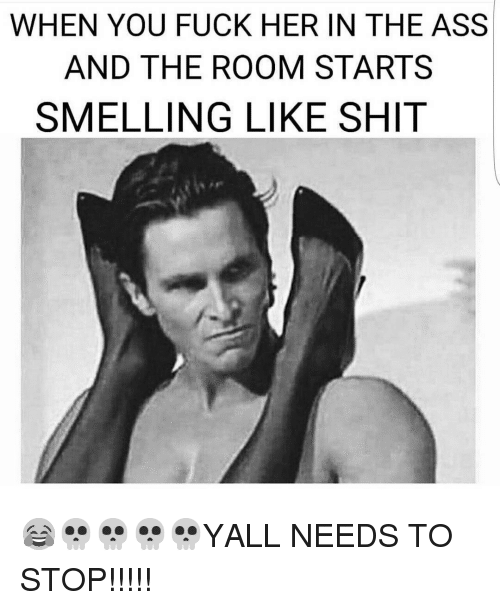 WHEN YOU FUCK HER IN THE ASS
AND THE ROOM STARTS
SMELLING LIKE SHIT
😂💀💀💀💀YALL NEEDS TO
STOP!!!!!